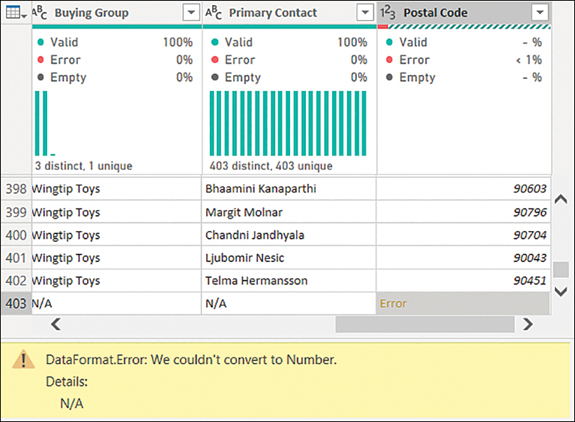 ABC Buying Group ABC Primary Contact 123 Postal Code
Valid 100% Valid 100% Valid - %
Error 0% Error 0% Error < 1%
Empty 0% Empty 0% Empty - %
3 distinct, 1 unique 403 distinct, 403 unique
398 Wingtip Toys Bhaamini Kanaparthi 90603
399 Wingtip Toys Margit Molnar 90796
400 Wingtip Toys Chandni Jandhyala 90704
401 Wingtip Toys Ljubomir Nesic 90043
402 Wingtip Toys Telma Hermansson 90451
403 N/A N/A Error
DataFormat.Error: We couldn't convert to Number.
Details:
N/A